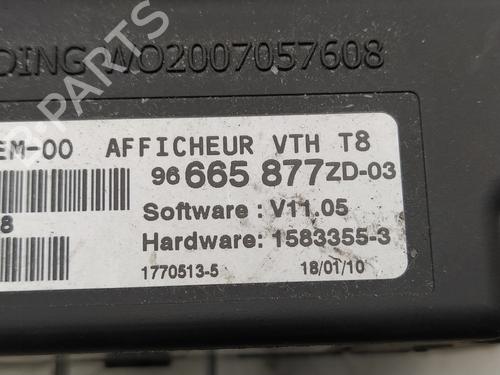 DING WO2007057608
EM-00 AFFICHEUR VTH T8
96 665 877ZD-03
8 Software : V11.05
Hardware: 1583355-3
1770513-5 18/01/10
B-PARTS